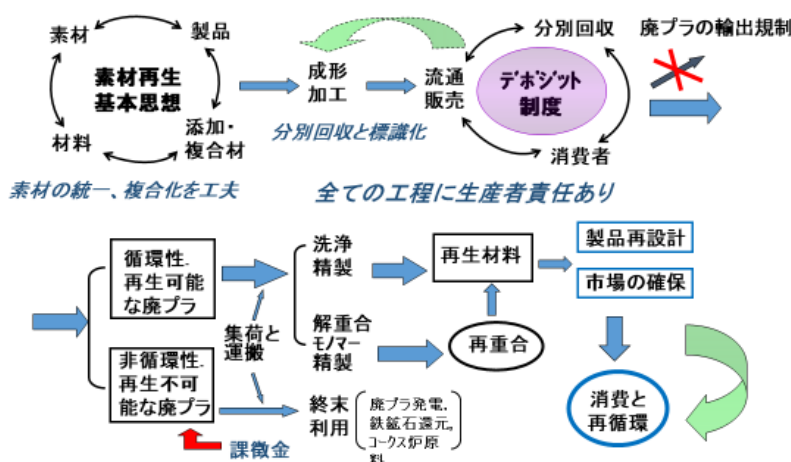 素材
製品
素材再生
基本思想
材料
添加・
複合材
素材の統一、複合化を工夫
成形
加工
分別回収と標識化
流通
販売
分別回収
デポジット
制度
消費者
廃プラの輸出規制
全ての工程に生産者責任あり
循環性.
再生可能
な廃プラ
非循環性.
再生不可
能な廃プラ
課徴金
集荷と
運搬
洗浄
精製
解重合
モノマー
精製
終末
利用
廃プラ発電,
鉄鉱石還元,
コークス炉原
料
再生材料
再重合
製品再設計
市場の確保
消費と
再循環